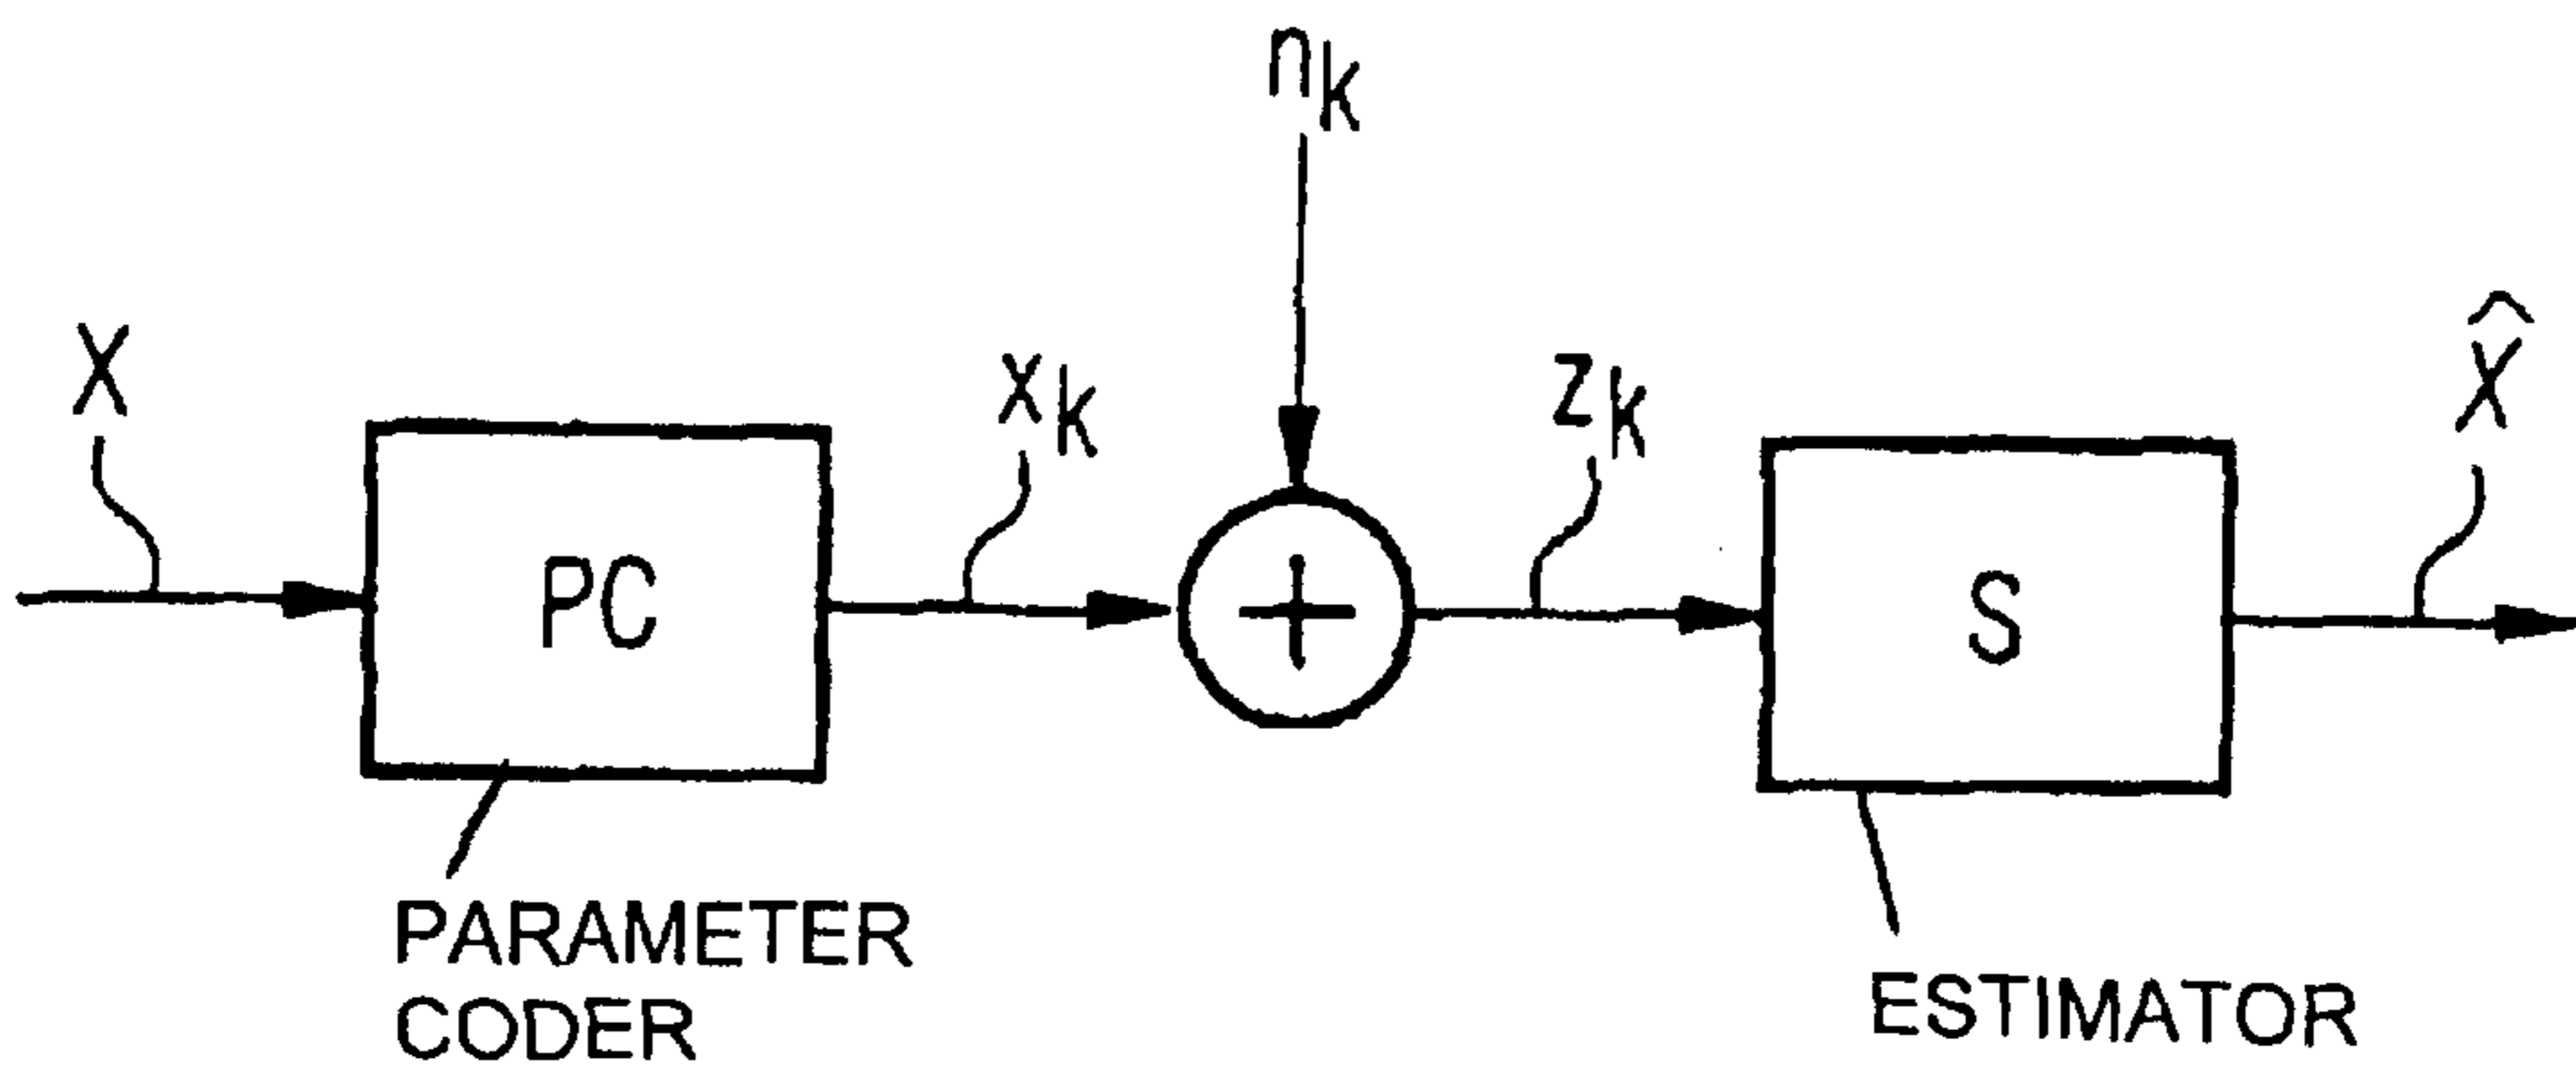 n_k
X
x_k
z_k
x̂
PC
+
S
PARAMETER
CODER
ESTIMATOR